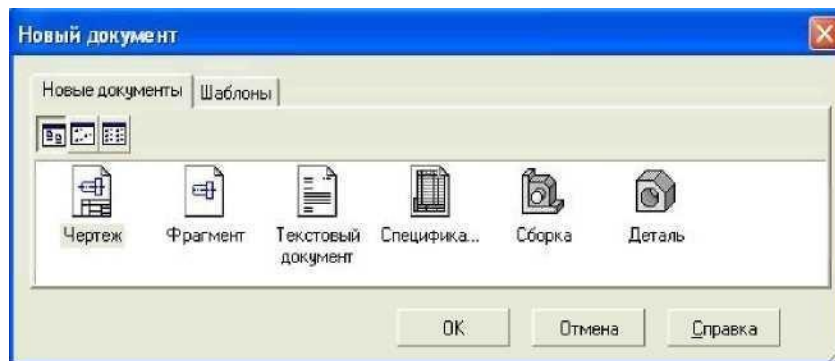 Новый документ
Новые документы
Шаблоны
Чертеж
Фрагмент
Текстовый
документ
Специфика...
Сборка
Деталь
OK
Отмена
Справка